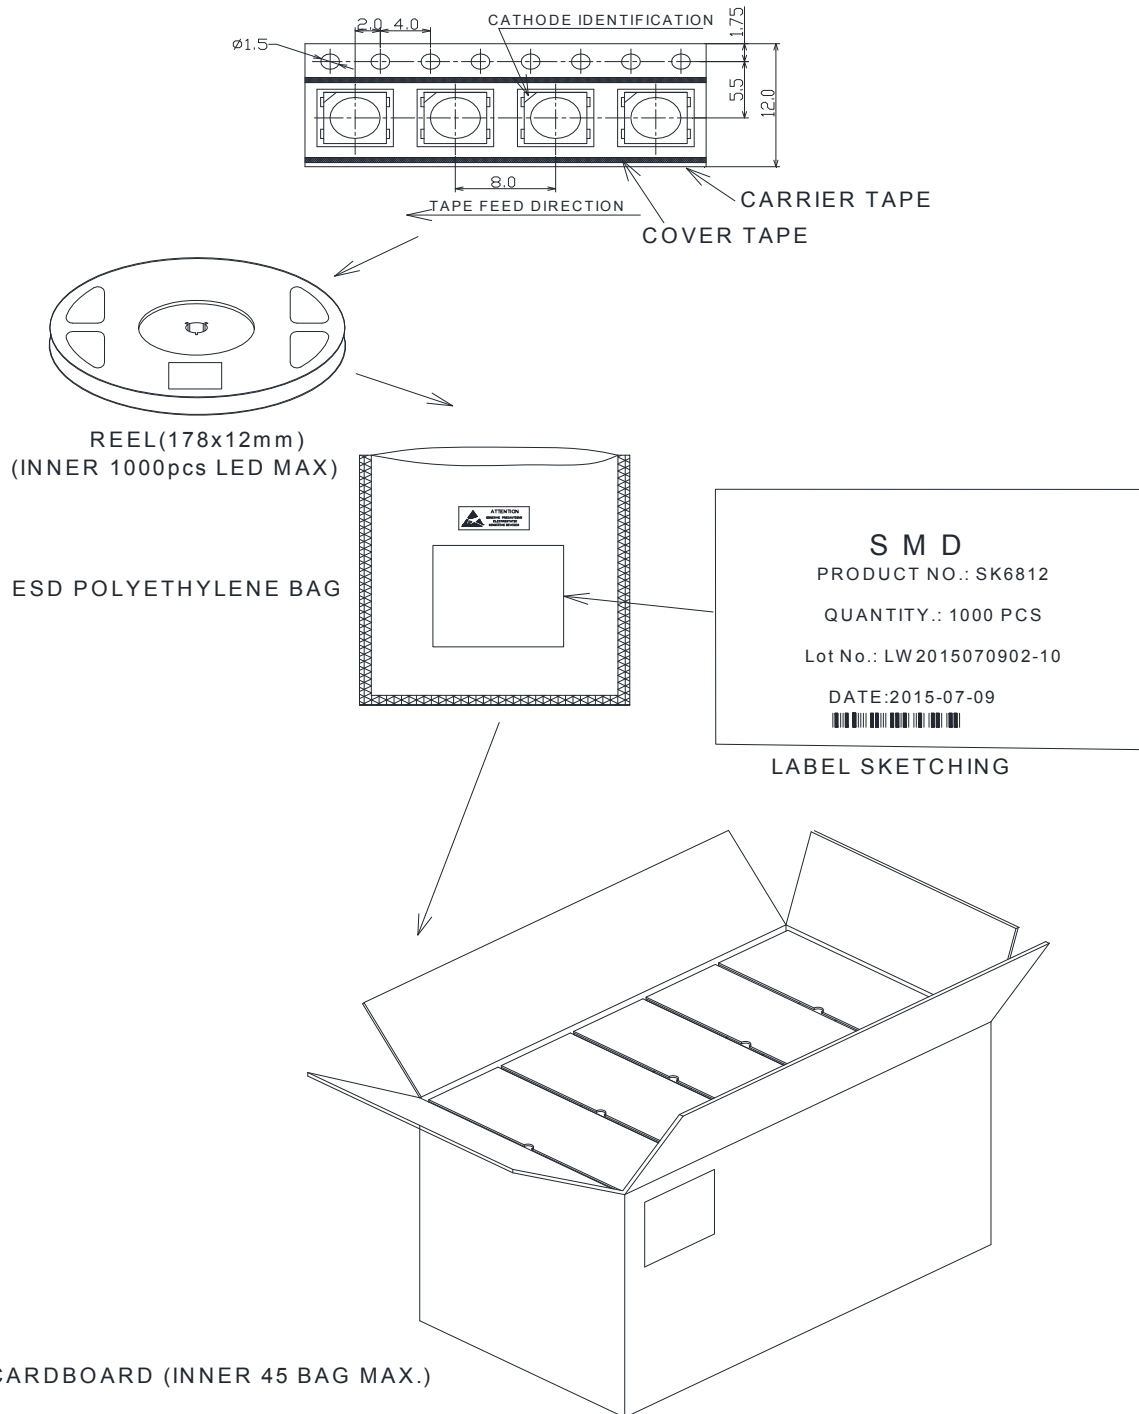 CATHODE IDENTIFICATION
2.0 4.0
1.75
ø1.5
5.5
12.0
8.0
TAPE FEED DIRECTION
CARRIER TAPE
COVER TAPE
REEL(178x12mm)
(INNER 1000pcs LED MAX)
ATTENTION
ESD POLYETHYLENE BAG
SMD
PRODUCT NO.: SK6812
QUANTITY.: 1000 PCS
Lot No.: LW2015070902-10
DATE:2015-07-09
LABEL SKETCHING
CARDBOARD (INNER 45 BAG MAX.)